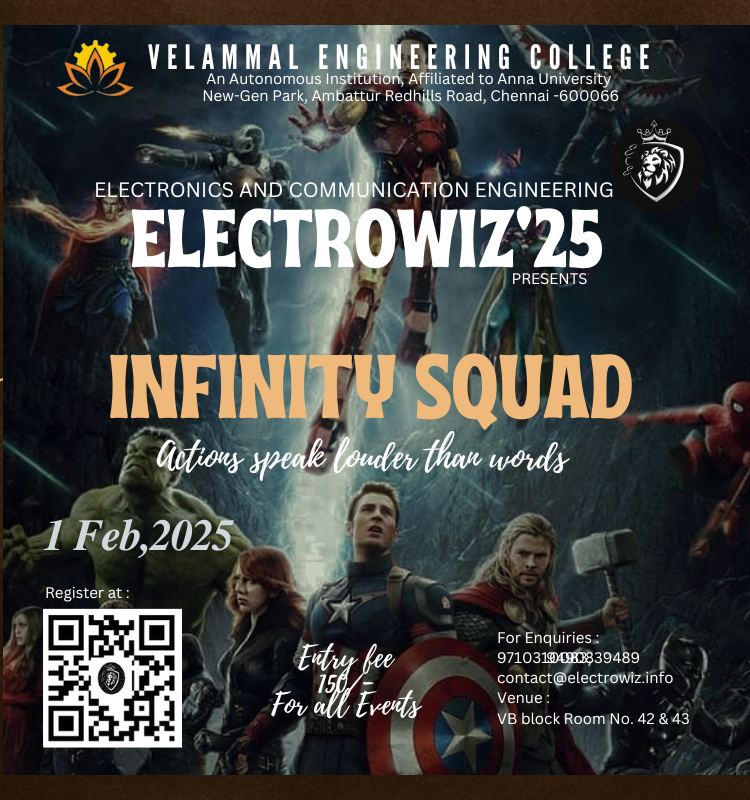 VELAMMAL ENGINEERING COLLEGE
An Autonomous Institution, Affiliated to Anna University
New-Gen Park, Ambattur Redhills Road, Chennai -600066
ELECTRONICS AND COMMUNICATION ENGINEERING
ELECTROWIZ'25
PRESENTS
INFINITY SQUAD
Actions speak louder than words
1 Feb,2025
Register at :
Entry fee
150/-
For all Events
For Enquiries :
contact@electrowiz.info
Venue :
VB block Room No. 42 & 43